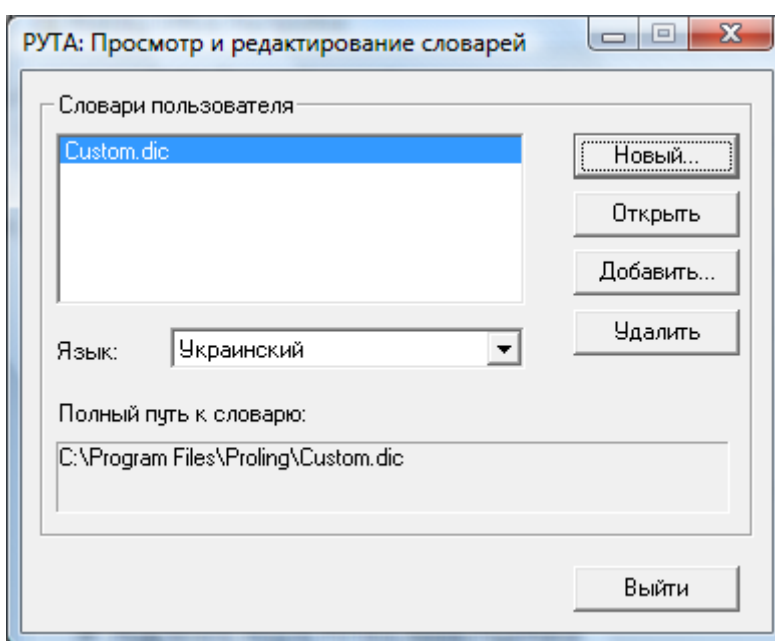 РУТА: Просмотр и редактирование словарей
Словари пользователя
Custom.dic
Новый...
Открыть
Добавить...
Удалить
Язык: Украинский
Полный путь к словарю:
C:\Program Files\Proling\Custom.dic
Выйти